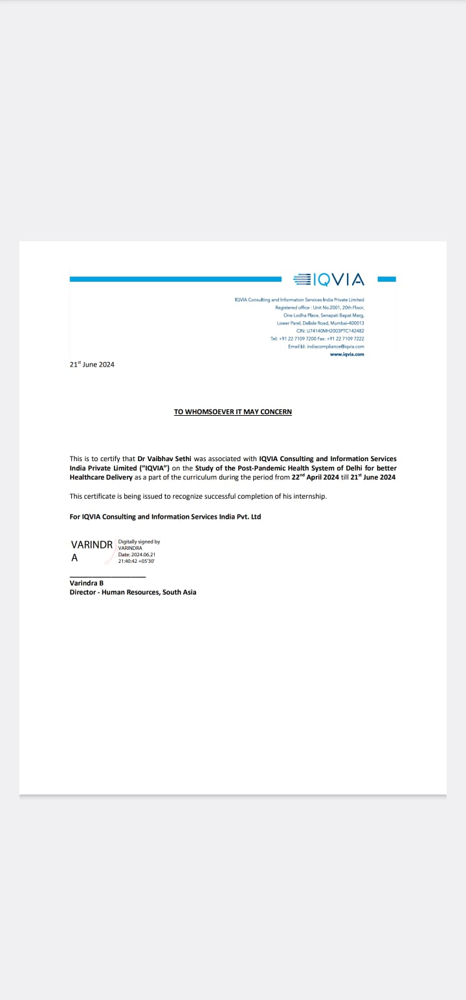 IQVIA
IQVIA Consulting and Information Services India Private Limited
Registered office : Unit No.2001, 20th Floor,
One Lodha Place, Senapati Bapat Marg,
Lower Parel, Delisle Road, Mumbai-400013
CIN: U74140MH2003PTC142482
Tel: +91 22 7109 7200 Fax: +91 22 7109 7222
Email Id: indiacompliance@iqvia.com
www.iqvia.com
21st June 2024
TO WHOMSOEVER IT MAY CONCERN
This is to certify that Dr Vaibhav Sethi was associated with IQVIA Consulting and Information Services
India Private Limited (“IQVIA”) on the Study of the Post-Pandemic Health System of Delhi for better
Healthcare Delivery as a part of the curriculum during the period from 22nd April 2024 till 21st June 2024
This certificate is being issued to recognize successful completion of his internship.
For IQVIA Consulting and Information Services India Pvt. Ltd
VARINDR
A
Digitally signed by
VARINDRA
Date: 2024.06.21
21:40:42 +05'30'
Varindra B
Director - Human Resources, South Asia